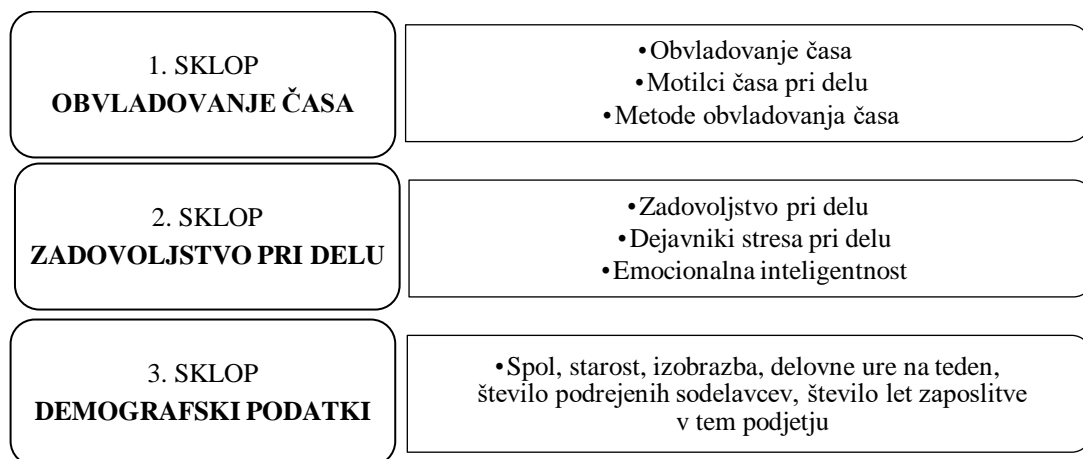 1. SKLOP
OBVLADOVANJE ČASA
•Obvladovanje časa
•Motilci časa pri delu
•Metode obvladovanja časa
2. SKLOP
ZADOVOLJSTVO PRI DELU
•Zadovoljstvo pri delu
•Dejavniki stresa pri delu
•Emocionalna inteligentnost
3. SKLOP
DEMOGRAFSKI PODATKI
•Spol, starost, izobrazba, delovne ure na teden,
število podrejenih sodelavcev, število let zaposlitve
v tem podjetju